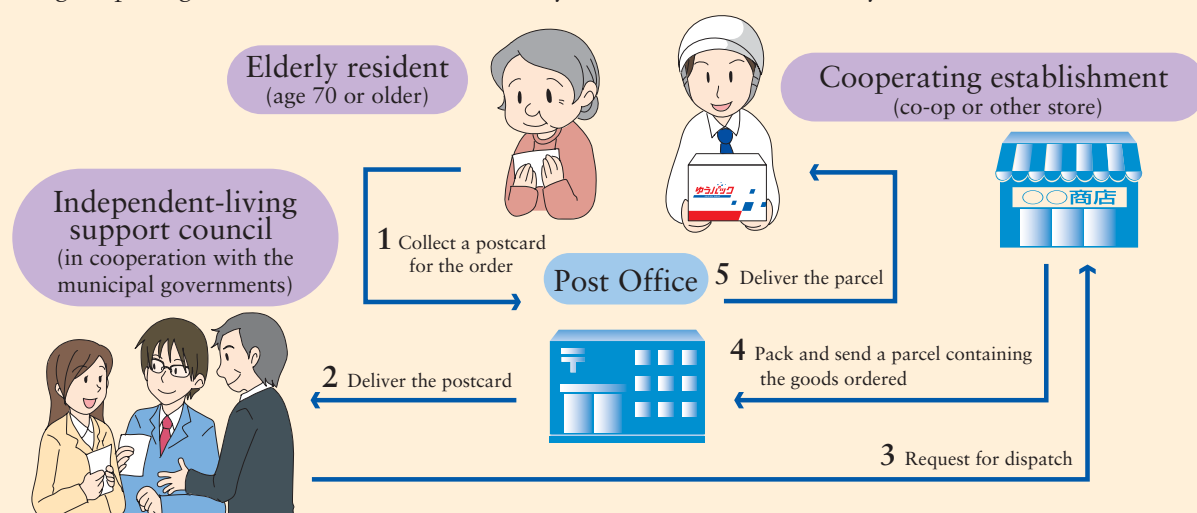 Elderly resident
(age 70 or older)
Cooperating establishment
(co-op or other store)
ゆうパック
○○商店
Independent-living
support council
(in cooperation with the
municipal governments)
1 Collect a postcard
for the order
Post Office
5 Deliver the parcel
4 Pack and send a parcel containing
the goods ordered
2 Deliver the postcard
3 Request for dispatch